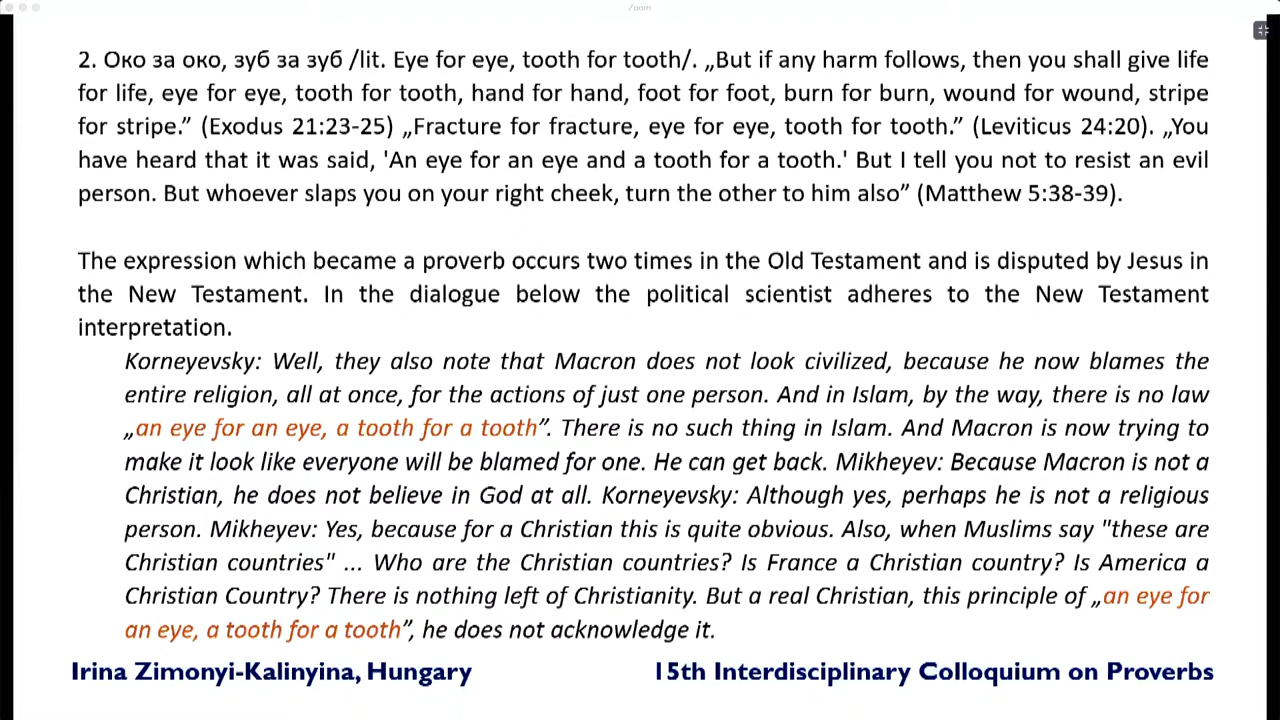 Zoom
2. Око за око, зуб за зуб /lit. Eye for eye, tooth for tooth/. „But if any harm follows, then you shall give life
for life, eye for eye, tooth for tooth, hand for hand, foot for foot, burn for burn, wound for wound, stripe
for stripe.” (Exodus 21:23-25) „Fracture for fracture, eye for eye, tooth for tooth.” (Leviticus 24:20). „You
have heard that it was said, 'An eye for an eye and a tooth for a tooth.' But I tell you not to resist an evil
person. But whoever slaps you on your right cheek, turn the other to him also” (Matthew 5:38-39).
The expression which became a proverb occurs two times in the Old Testament and is disputed by Jesus in
the New Testament. In the dialogue below the political scientist adheres to the New Testament
interpretation.
Korneyevsky: Well, they also note that Macron does not look civilized, because he now blames the
entire religion, all at once, for the actions of just one person. And in Islam, by the way, there is no law
„an eye for an eye, a tooth for a tooth”. There is no such thing in Islam. And Macron is now trying to
make it look like everyone will be blamed for one. He can get back. Mikheyev: Because Macron is not a
Christian, he does not believe in God at all. Korneyevsky: Although yes, perhaps he is not a religious
person. Mikheyev: Yes, because for a Christian this is quite obvious. Also, when Muslims say "these are
Christian countries" ... Who are the Christian countries? Is France a Christian country? Is America a
Christian Country? There is nothing left of Christianity. But a real Christian, this principle of „an eye for
an eye, a tooth for a tooth”, he does not acknowledge it.
Irina Zimonyi-Kalinyina, Hungary 15th Interdisciplinary Colloquium on Proverbs